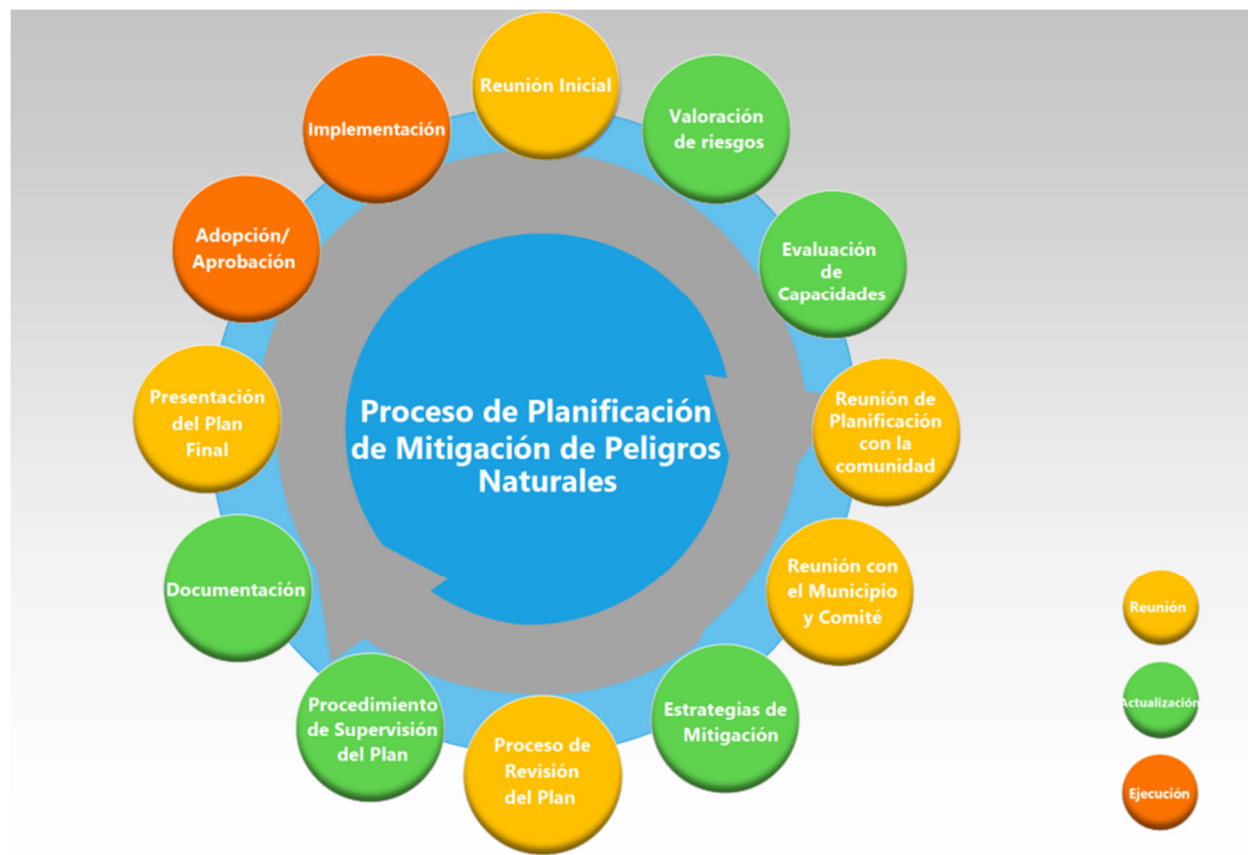 Reunión Inicial
Valoración
de riesgos
Evaluación
de
Capacidades
Reunión de
Planificación
con la
comunidad
Reunión con
el Municipio
y Comité
Estrategias de
Mitigación
Proceso de
Revisión
del Plan
Procedimiento
de Supervisión
del Plan
Documentación
Presentación
del Plan
Final
Adopción/
Aprobación
Implementación
Proceso de Planificación
de Mitigación de Peligros
Naturales
Reunión
Actualización
Ejecución